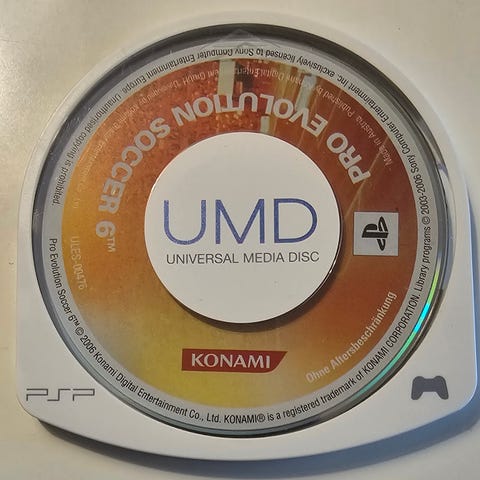 PRO EVOLUTION SOCCER 6™
UMD
UNIVERSAL MEDIA DISC
ULES-00476
KONAMI
Ohne Altersbeschränkung
PSP
Made in Austria
Pro Evolution Soccer 6™ © 2006 Konami Digital Entertainment Co., Ltd. KONAMI® is a registered trademark of KONAMI CORPORATION. Library programs © 2003-2006 Sony Computer Entertainment Inc. exclusively licensed to Sony Computer Entertainment Europe. Unauthorised copying is prohibited.